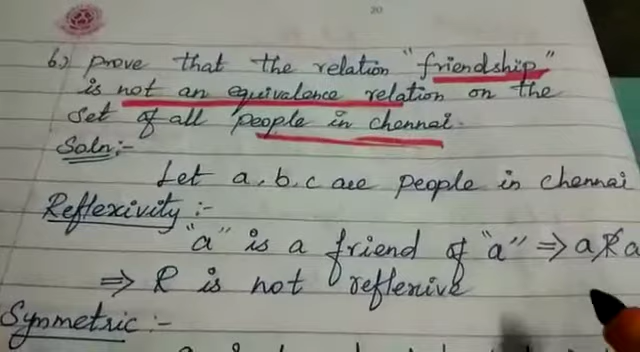 20
6.) prove that the relation "friendship"
is not an equivalence relation on the
set of all people in chennai.
Soln:-
Let a, b, c are people in chennai
Reflexivity :-
"a" is a friend of "a" ⇒ a R̸ a
⇒ R is not reflexive
Symmetric :-